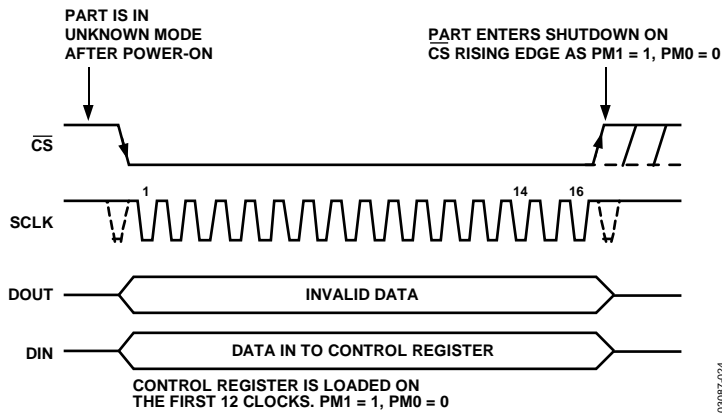 PART IS IN
UNKNOWN MODE
AFTER POWER-ON
PART ENTERS SHUTDOWN ON
CS RISING EDGE AS PM1 = 1, PM0 = 0
CS
1
14
16
SCLK
DOUT
INVALID DATA
DIN
DATA IN TO CONTROL REGISTER
CONTROL REGISTER IS LOADED ON
THE FIRST 12 CLOCKS. PM1 = 1, PM0 = 0
03087-024